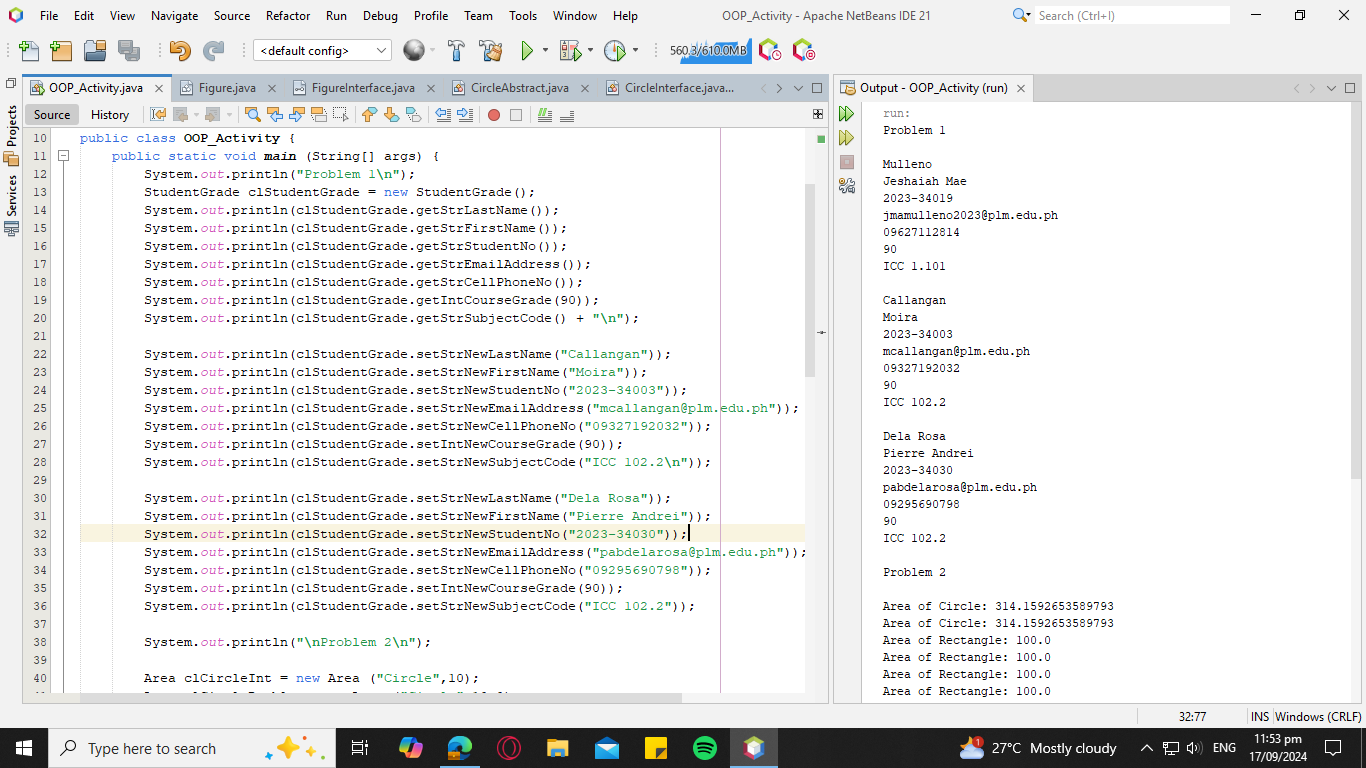 File Edit View Navigate Source Refactor Run Debug Profile Team Tools Window Help
OOP_Activity - Apache NetBeans IDE 21
Search (Ctrl+I)
<default config>
560.3/610.0MB
OOP_Activity.java
Figure.java
FigureInterface.java
CircleAbstract.java
CircleInterface.java...
Source History
Projects
Services
10 public class OOP_Activity {
11 public static void main (String[] args) {
12 System.out.println("Problem 1\n");
13 StudentGrade clStudentGrade = new StudentGrade();
14 System.out.println(clStudentGrade.getStrLastName());
15 System.out.println(clStudentGrade.getStrFirstName());
16 System.out.println(clStudentGrade.getStrStudentNo());
17 System.out.println(clStudentGrade.getStrEmailAddress());
18 System.out.println(clStudentGrade.getStrCellPhoneNo());
19 System.out.println(clStudentGrade.getIntCourseGrade(90));
20 System.out.println(clStudentGrade.getStrSubjectCode() + "\n");
21
22 System.out.println(clStudentGrade.setStrNewLastName("Callangan"));
23 System.out.println(clStudentGrade.setStrNewFirstName("Moira"));
24 System.out.println(clStudentGrade.setStrNewStudentNo("2023-34003"));
25 System.out.println(clStudentGrade.setStrNewEmailAddress("mcallangan@plm.edu.ph"));
26 System.out.println(clStudentGrade.setStrNewCellPhoneNo("09327192032"));
27 System.out.println(clStudentGrade.setIntNewCourseGrade(90));
28 System.out.println(clStudentGrade.setStrNewSubjectCode("ICC 102.2\n"));
29
30 System.out.println(clStudentGrade.setStrNewLastName("Dela Rosa"));
31 System.out.println(clStudentGrade.setStrNewFirstName("Pierre Andrei"));
32 System.out.println(clStudentGrade.setStrNewStudentNo("2023-34030"));
33 System.out.println(clStudentGrade.setStrNewEmailAddress("pabdelarosa@plm.edu.ph"));
34 System.out.println(clStudentGrade.setStrNewCellPhoneNo("09295690798"));
35 System.out.println(clStudentGrade.setIntNewCourseGrade(90));
36 System.out.println(clStudentGrade.setStrNewSubjectCode("ICC 102.2"));
37
38 System.out.println("\nProblem 2\n");
39
40 Area clCircleInt = new Area ("Circle",10);
Output - OOP_Activity (run)
run:
Problem 1
Mulleno
Jeshaiah Mae
2023-34019
jmamulleno2023@plm.edu.ph
09627112814
90
ICC 1.101
Callangan
Moira
2023-34003
mcallangan@plm.edu.ph
09327192032
90
ICC 102.2
Dela Rosa
Pierre Andrei
2023-34030
pabdelarosa@plm.edu.ph
09295690798
90
ICC 102.2
Problem 2
Area of Circle: 314.1592653589793
Area of Circle: 314.1592653589793
Area of Rectangle: 100.0
Area of Rectangle: 100.0
Area of Rectangle: 100.0
Area of Rectangle: 100.0
32:77 INS Windows (CRLF)
Type here to search
27°C Mostly cloudy
ENG
11:53 pm
17/09/2024